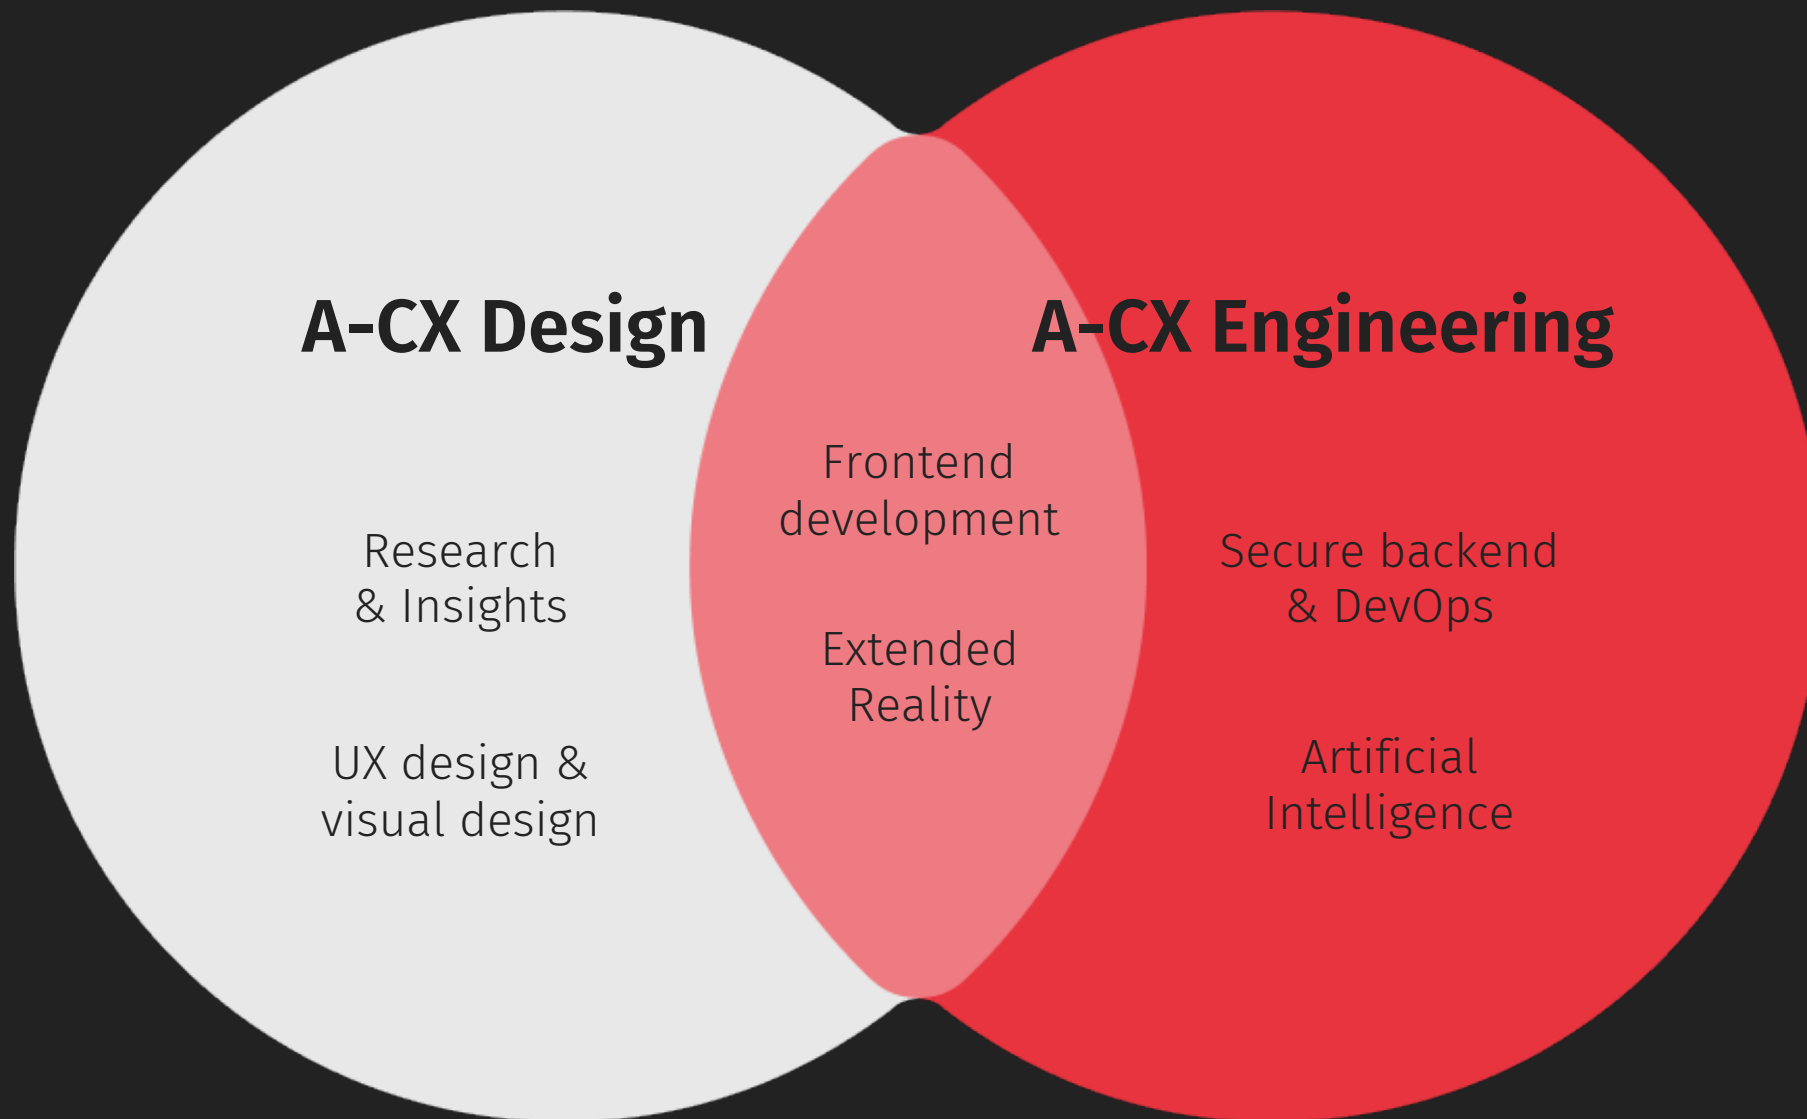 A-CX Design
Research
& Insights
UX design &
visual design
Frontend
development
Extended
Reality
A-CX Engineering
Secure backend
& DevOps
Artificial
Intelligence